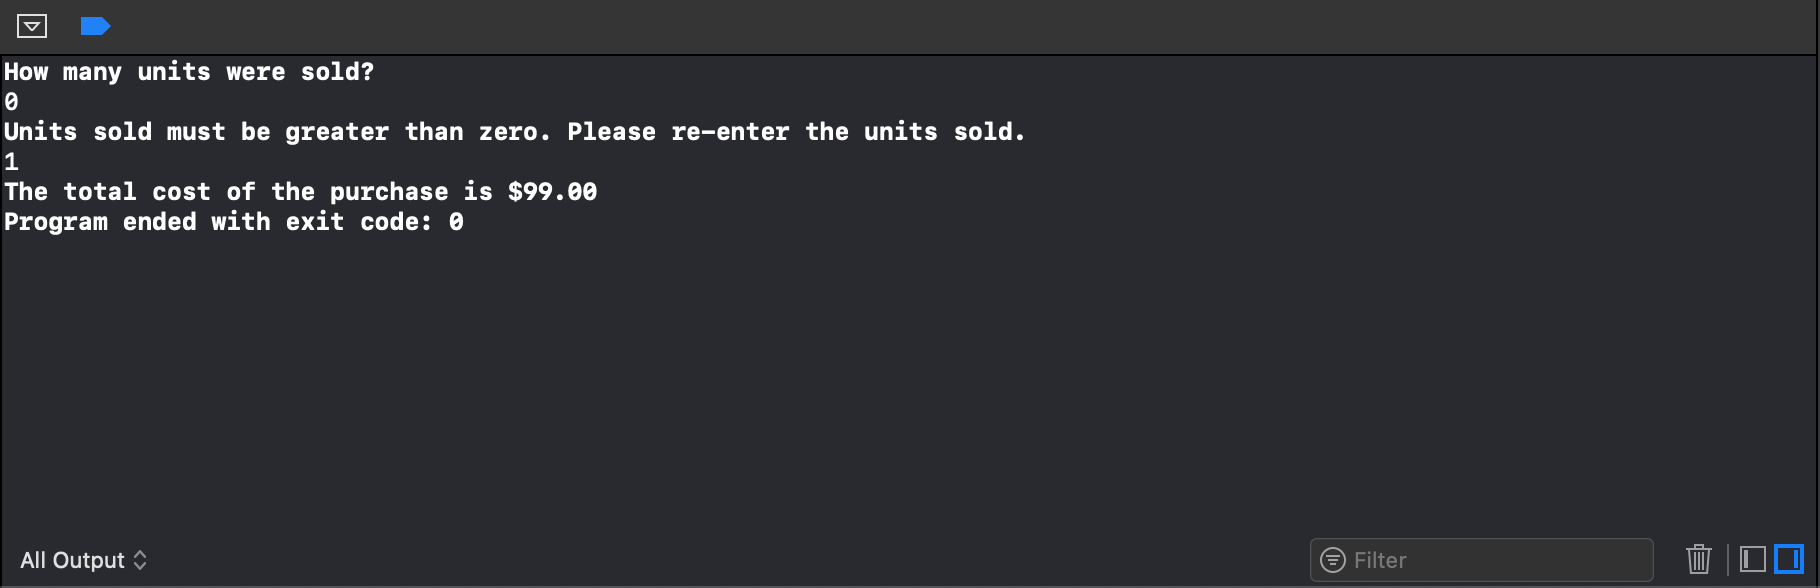 How many units were sold?
0
Units sold must be greater than zero. Please re-enter the units sold.
1
The total cost of the purchase is $99.00
Program ended with exit code: 0
All Output
Filter